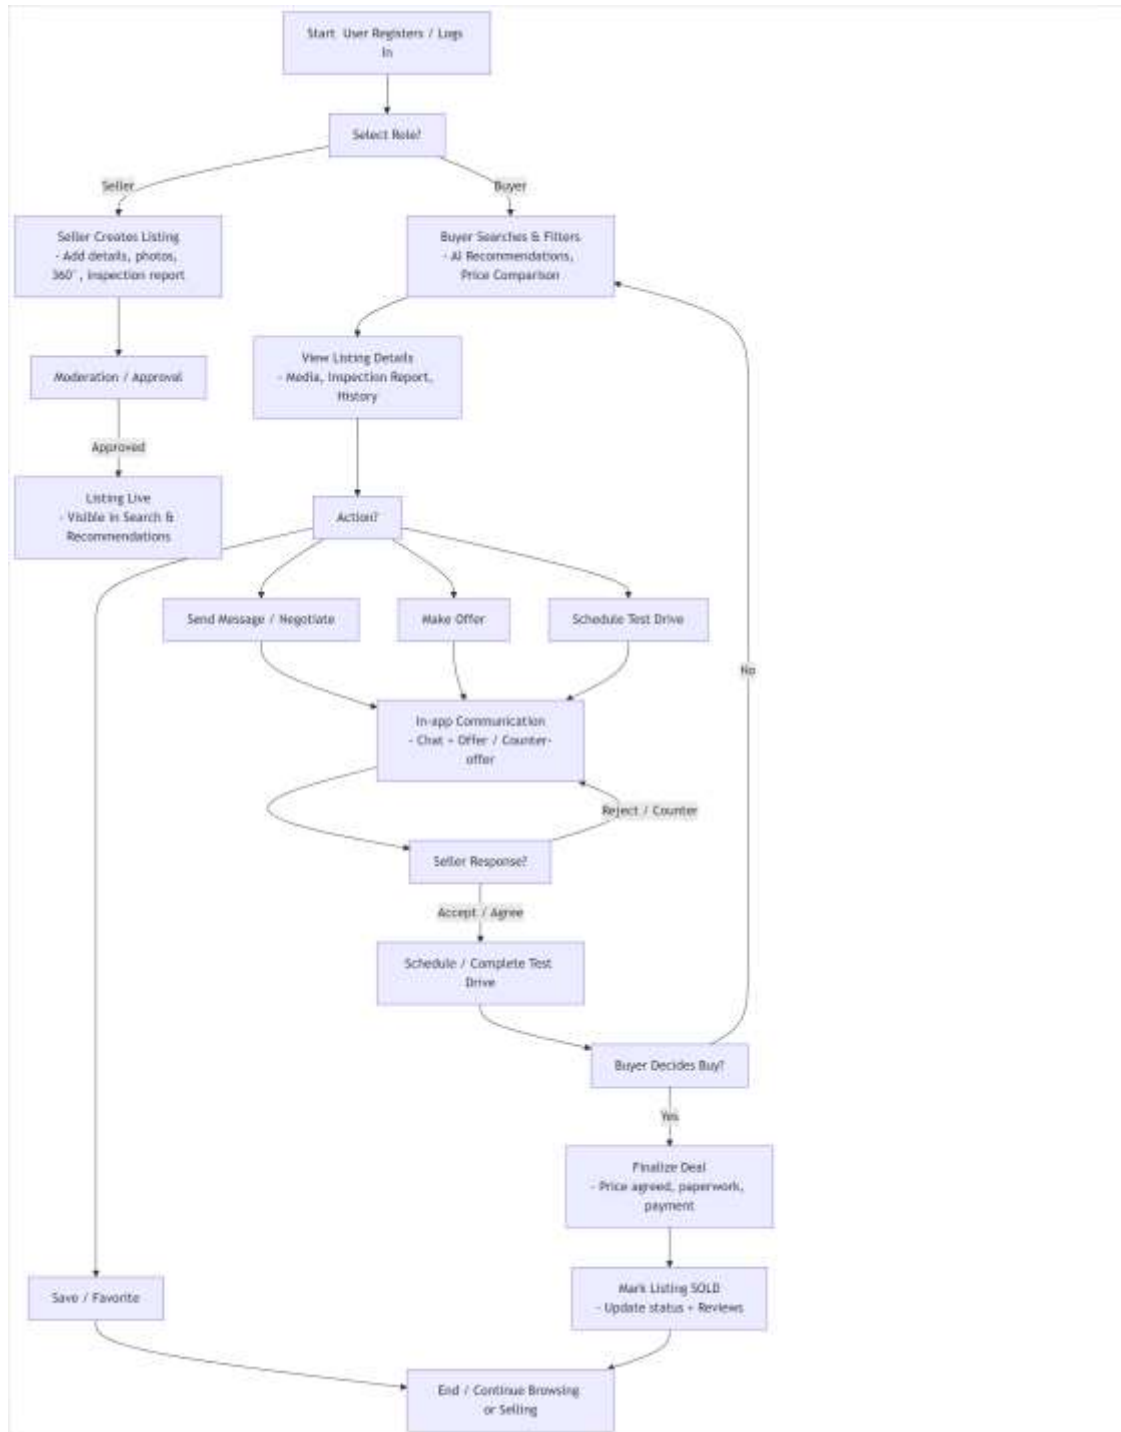 Start User Registers / Logs
In
Select Role?
Seller
Buyer
Seller Creates Listing
- Add details, photos,
360°, inspection report
Buyer Searches & Filters
- AI Recommendations,
Price Comparison
View Listing Details
- Media, Inspection Report,
History
Moderation / Approval
Approved
Listing Live
- Visible in Search &
Recommendations
Action?
Send Message / Negotiate
Make Offer
Schedule Test Drive
No
In-app Communication
- Chat + Offer / Counter-
offer
Reject / Counter
Seller Response?
Accept / Agree
Schedule / Complete Test
Drive
Buyer Decides Buy?
Yes
Finalize Deal
- Price agreed, paperwork,
payment
Save / Favorite
Mark Listing SOLD
- Update status + Reviews
End / Continue Browsing
or Selling